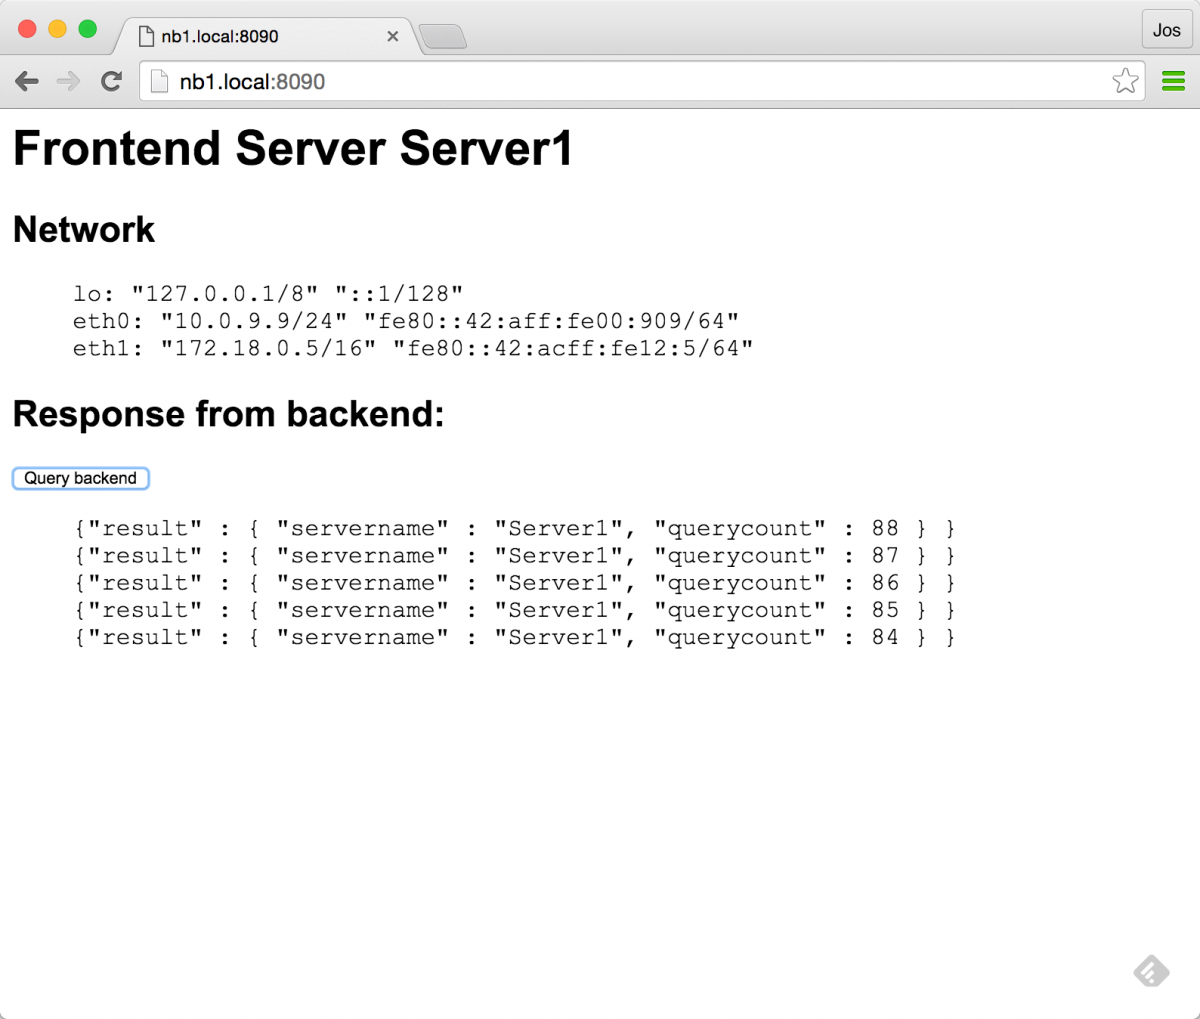 nb1.local:8090
Jos
nb1.local:8090
Frontend Server Server1
Network
lo: "127.0.0.1/8" "::1/128"
eth0: "10.0.9.9/24" "fe80::42:aff:fe00:909/64"
eth1: "172.18.0.5/16" "fe80::42:acff:fe12:5/64"
Response from backend:
Query backend
{"result" : { "servername" : "Server1", "querycount" : 88 } }
{"result" : { "servername" : "Server1", "querycount" : 87 } }
{"result" : { "servername" : "Server1", "querycount" : 86 } }
{"result" : { "servername" : "Server1", "querycount" : 85 } }
{"result" : { "servername" : "Server1", "querycount" : 84 } }